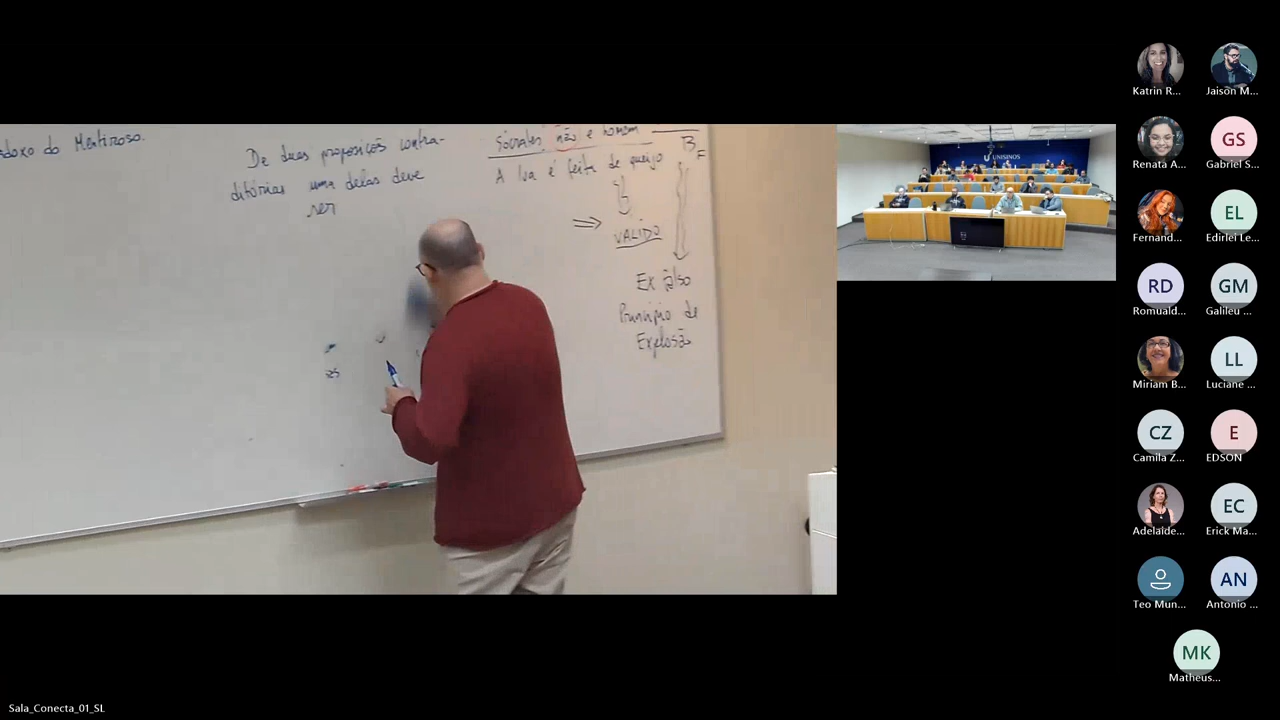 doxo do Mentiroso.
De duas proposições contra-
ditórias uma delas deve
ser
Sócrates não é homem
A lua é feita de queijo
B
F
⇒ VALIDO
Ex falso
Princípio de
Explosão
UNISINOS
Katrin R...
Jaison M...
Renata A...
GS
Gabriel S...
Fernand...
EL
Edirlei Le...
RD
Romuald...
GM
Galileu ...
Miriam B...
LL
Luciane ...
CZ
Camila Z...
E
EDSON
Adelaide...
EC
Erick Ma...
Teo Mun...
AN
Antonio ...
MK
Matheus...
Sala_Conecta_01_SL